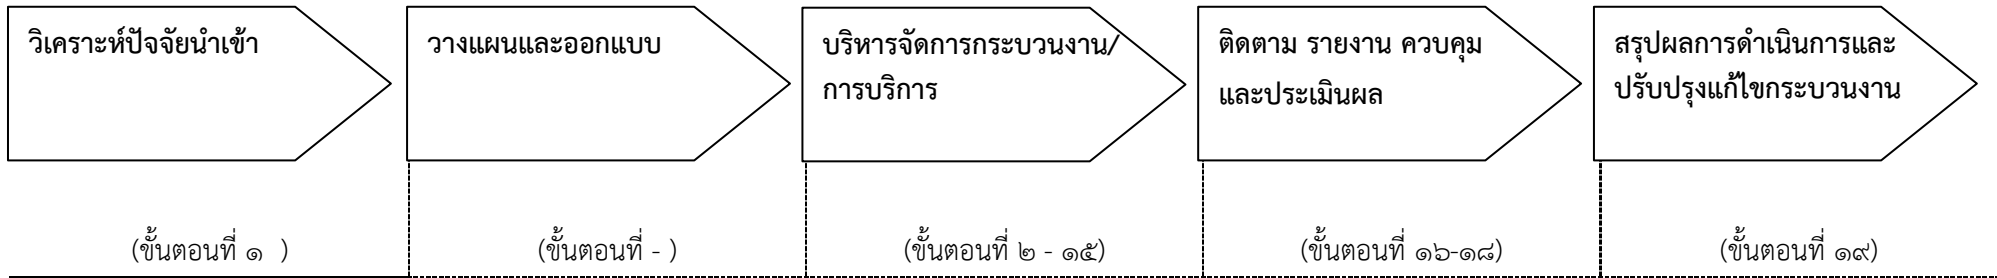 วิเคราะห์ปัจจัยนำเข้า
วางแผนและออกแบบ
บริหารจัดการกระบวนงาน/
การบริการ
ติดตาม รายงาน ควบคุม
และประเมินผล
สรุปผลการดำเนินการและ
ปรับปรุงแก้ไขกระบวนงาน
(ขั้นตอนที่ ๑ )
(ขั้นตอนที่ - )
(ขั้นตอนที่ ๒ - ๑๕)
(ขั้นตอนที่ ๑๖-๑๘)
(ขั้นตอนที่ ๑๙)